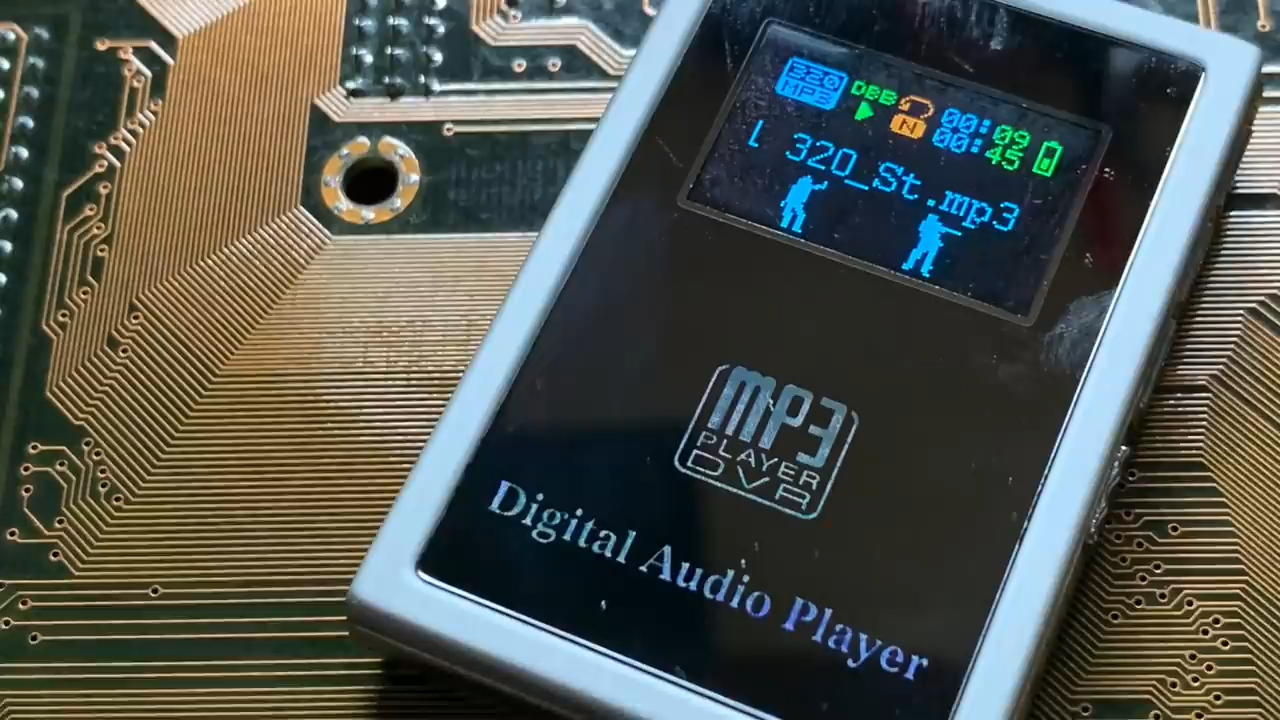 320 DBB 00:09
MP3 N 00:45
[ 320_St.mp3
MP3
PLAYER
DVR
Digital Audio Player